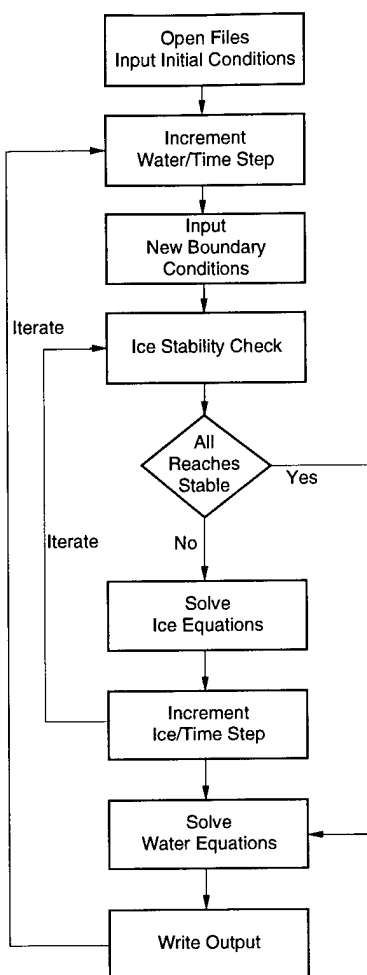 Open Files
Input Initial Conditions
Increment
Water/Time Step
Input
New Boundary
Conditions
Iterate
Ice Stability Check
All
Reaches
Stable
Yes
Iterate
No
Solve
Ice Equations
Increment
Ice/Time Step
Solve
Water Equations
Write Output